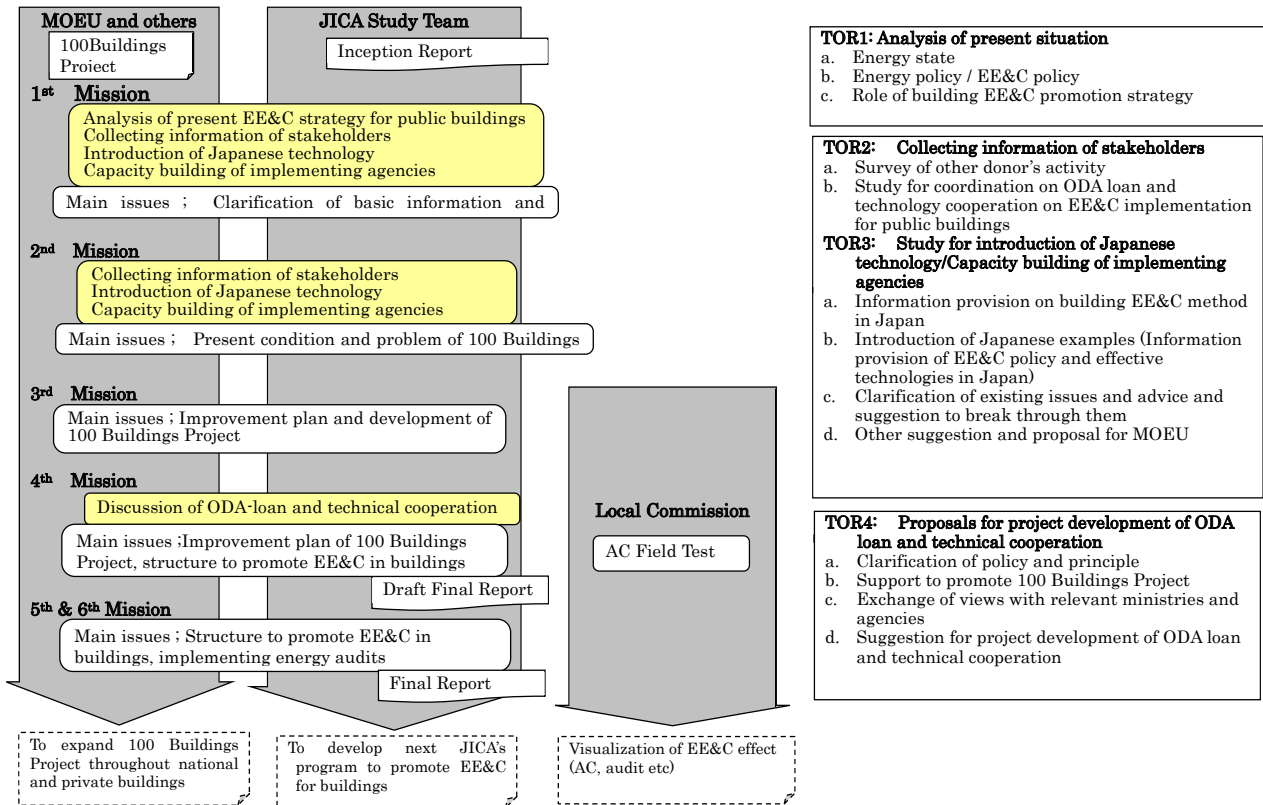 MOEU and others
100Buildings
Project
JICA Study Team
Inception Report
1st Mission
Analysis of present EE&C strategy for public buildings
Collecting information of stakeholders
Introduction of Japanese technology
Capacity building of implementing agencies
Main issues ; Clarification of basic information and
2nd Mission
Collecting information of stakeholders
Introduction of Japanese technology
Capacity building of implementing agencies
Main issues ; Present condition and problem of 100 Buildings
3rd Mission
Main issues ; Improvement plan and development of
100 Buildings Project
4th Mission
Discussion of ODA-loan and technical cooperation
Main issues ;Improvement plan of 100 Buildings
Project, structure to promote EE&C in buildings
Draft Final Report
5th & 6th Mission
Main issues ; Structure to promote EE&C in
buildings, implementing energy audits
Final Report
To expand 100 Buildings
Project throughout national
and private buildings
To develop next JICA's
program to promote EE&C
for buildings
Local Commission
AC Field Test
Visualization of EE&C effect
(AC, audit etc)
TOR1: Analysis of present situation
a. Energy state
b. Energy policy / EE&C policy
c. Role of building EE&C promotion strategy
TOR2: Collecting information of stakeholders
a. Survey of other donor's activity
b. Study for coordination on ODA loan and
technology cooperation on EE&C implementation
for public buildings
TOR3: Study for introduction of Japanese
technology/Capacity building of implementing
agencies
a. Information provision on building EE&C method
in Japan
b. Introduction of Japanese examples (Information
provision of EE&C policy and effective
technologies in Japan)
c. Clarification of existing issues and advice and
suggestion to break through them
d. Other suggestion and proposal for MOEU
TOR4: Proposals for project development of ODA
loan and technical cooperation
a. Clarification of policy and principle
b. Support to promote 100 Buildings Project
c. Exchange of views with relevant ministries and
agencies
d. Suggestion for project development of ODA loan
and technical cooperation